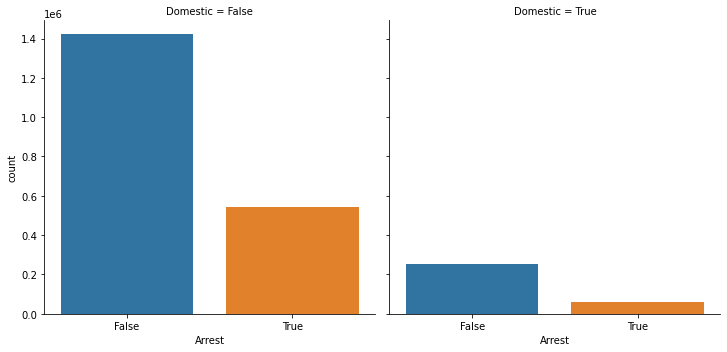 Domestic = False
Domestic = True
1e6
1.4
1.2
1.0
0.8
0.6
0.4
0.2
0.0
count
False
True
False
True
Arrest
Arrest